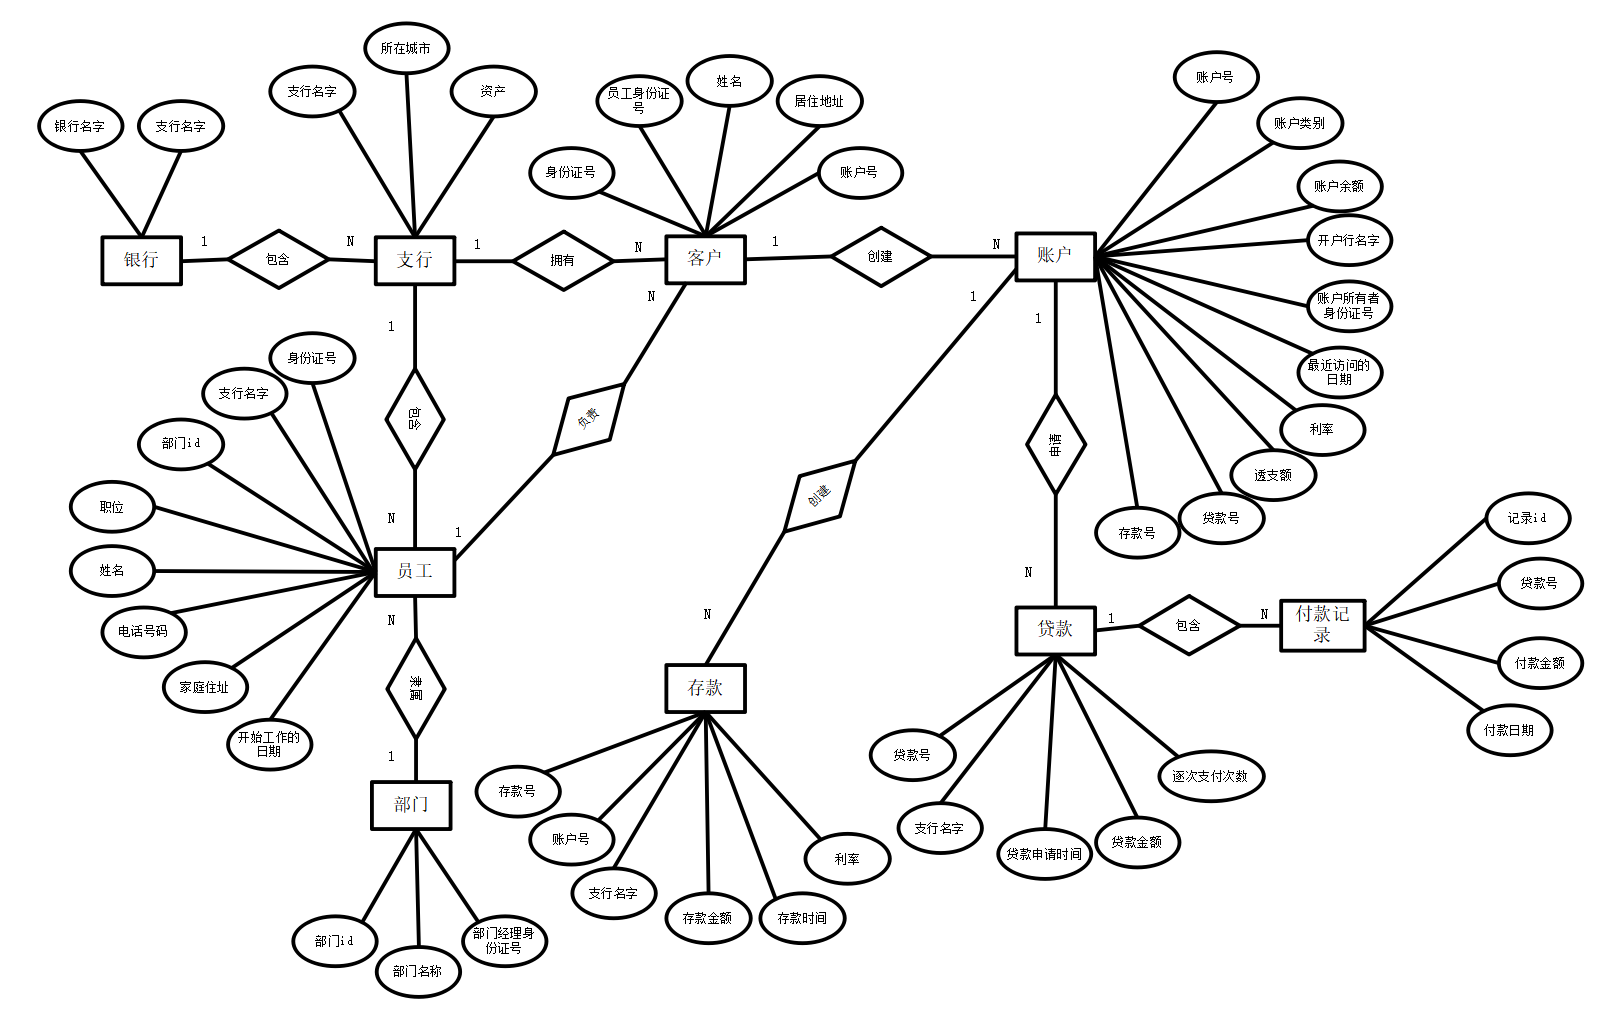 所在城市
支行名字
资产
银行名字
支行名字
员工身份证
号
姓名
居住地址
身份证号
账户号
账户号
账户类别
账户余额
开户行名字
账户所有者
身份证号
最近访问的
日期
利率
透支额
贷款号
存款号
银行
1
包含
N
支行
1
拥有
N
客户
1
创建
N
账户
1
包含
N
N
负责
1
1
创建
N
1
申请
N
身份证号
支行名字
部门id
职位
姓名
电话号码
家庭住址
开始工作的
日期
员工
N
隶属
1
部门
部门id
部门名称
部门经理身
份证号
存款
存款号
账户号
支行名字
存款金额
存款时间
利率
贷款
1
包含
N
付款记
录
记录id
贷款号
付款金额
付款日期
贷款号
支行名字
贷款申请时间
贷款金额
逐次支付次数